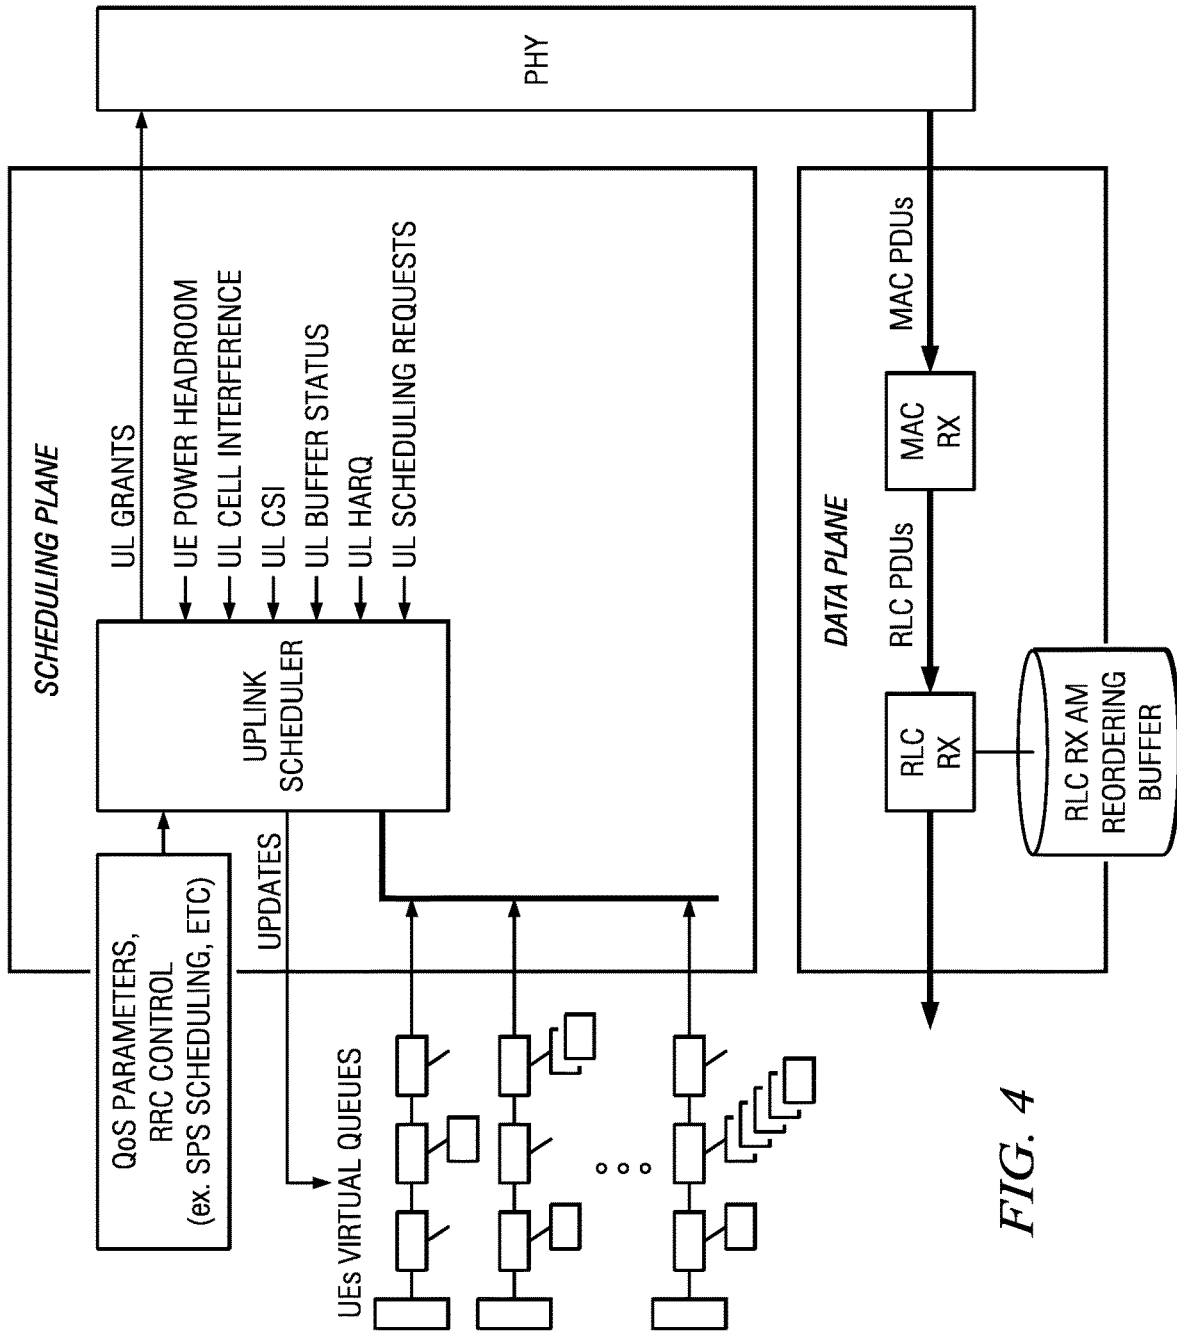 SCHEDULING PLANE
QoS PARAMETERS,
RRC CONTROL
(ex. SPS SCHEDULING, ETC)
UPLINK
SCHEDULER
UL GRANTS
UE POWER HEADROOM
UL CELL INTERFERENCE
UL CSI
UL BUFFER STATUS
UL HARQ
UL SCHEDULING REQUESTS
UPDATES
UEs VIRTUAL QUEUES
PHY
DATA PLANE
RLC
RX
RLC PDUs
MAC
RX
MAC PDUs
RLC RX AM
REORDERING
BUFFER
FIG. 4